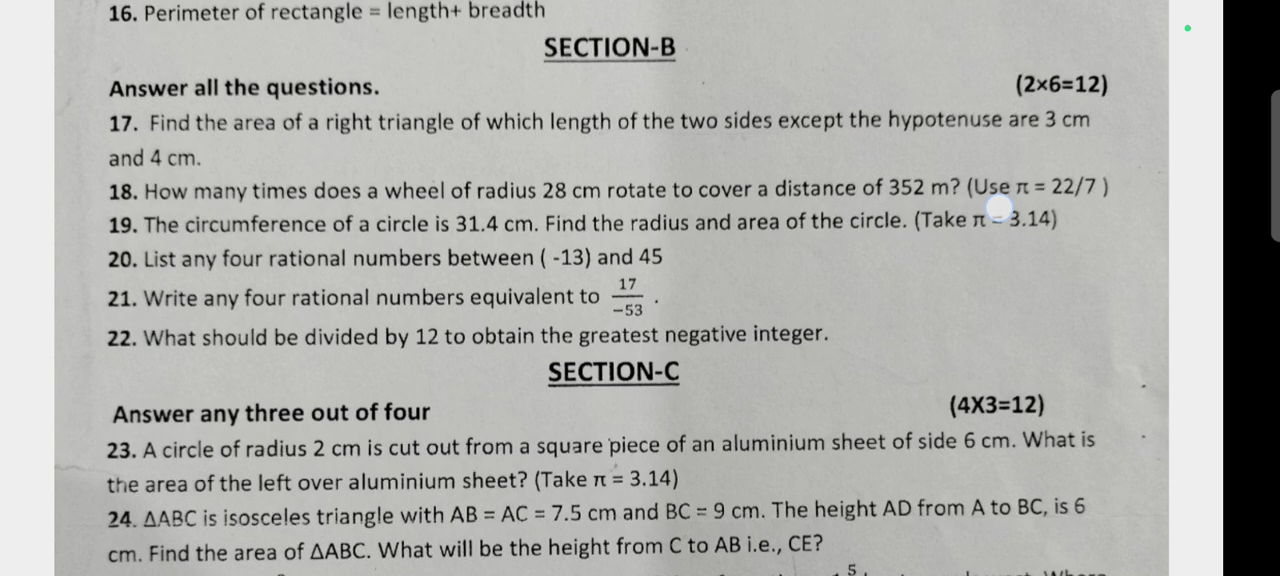 16. Perimeter of rectangle = length+ breadth
SECTION-B
Answer all the questions. (2×6=12)
17. Find the area of a right triangle of which length of the two sides except the hypotenuse are 3 cm
and 4 cm.
18. How many times does a wheel of radius 28 cm rotate to cover a distance of 352 m? (Use π = 22/7 )
19. The circumference of a circle is 31.4 cm. Find the radius and area of the circle. (Take π = 3.14)
20. List any four rational numbers between ( -13) and 45
21. Write any four rational numbers equivalent to 17/-53 .
22. What should be divided by 12 to obtain the greatest negative integer.
SECTION-C
Answer any three out of four (4X3=12)
23. A circle of radius 2 cm is cut out from a square piece of an aluminium sheet of side 6 cm. What is
the area of the left over aluminium sheet? (Take π = 3.14)
24. ΔABC is isosceles triangle with AB = AC = 7.5 cm and BC = 9 cm. The height AD from A to BC, is 6
cm. Find the area of ΔABC. What will be the height from C to AB i.e., CE?
5